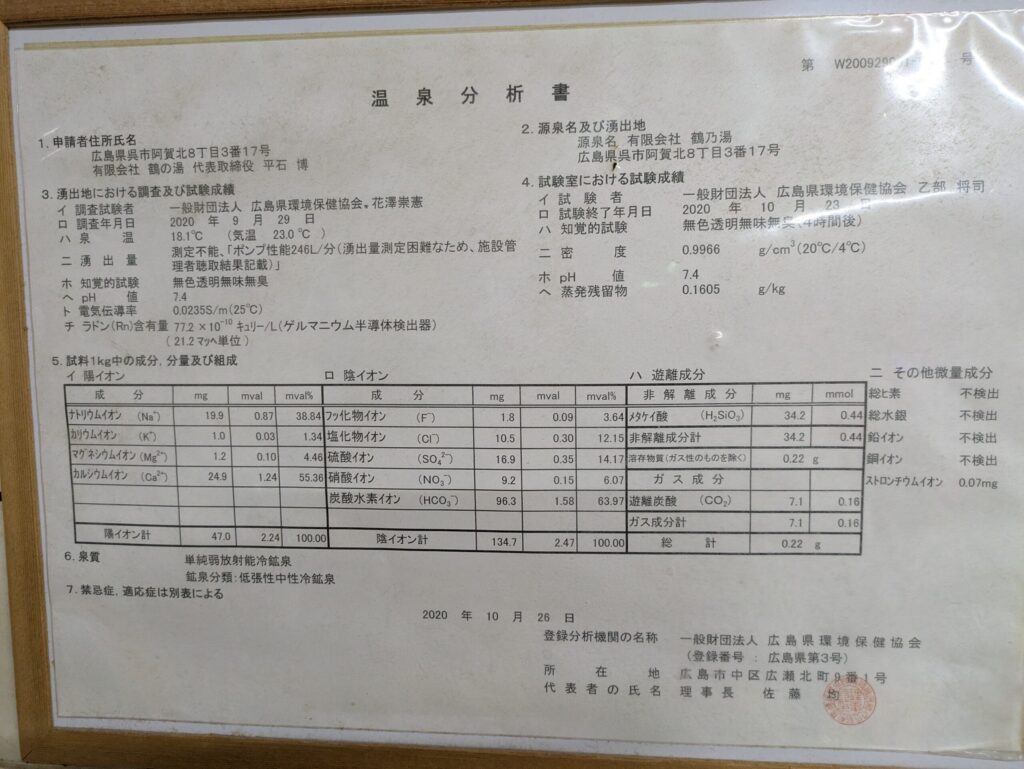 第 W200929
号
温泉分析書
1. 申請者住所氏名
広島県呉市阿賀北8丁目3番17号
有限会社 鶴の湯 代表取締役 平石 博
2. 源泉名及び湧出地
源泉名 有限会社 鶴乃湯
広島県呉市阿賀北8丁目3番17号
3. 湧出地における調査及び試験成績
イ 調査試験者 一般財団法人 広島県環境保健協会。花澤崇憲
ロ 調査年月日 2020 年 9 月 29 日
ハ 泉 温 18.1℃ (気温 23.0℃ )
ニ 湧出量 測定不能、「ポンプ性能246L/分(湧出量測定困難なため、施設管
理者聴取結果記載)」
ホ 知覚的試験 無色透明無味無臭
ヘ pH 値 7.4
ト 電気伝導率 0.0235S/m(25℃)
チ ラドン(Rn)含有量 77.2×10⁻¹⁰ キュリー/L(ゲルマニウム半導体検出器)
( 21.2 マッヘ単位 )
4. 試験室における試験成績
イ 試験者 一般財団法人 広島県環境保健協会 乙部 将司
ロ 試験終了年月日 2020 年 10 月 23 日
ハ 知覚的試験 無色透明無味無臭(4時間後)
ニ 密度 0.9966 g/cm³(20℃/4℃)
ホ pH 値 7.4
ヘ 蒸発残留物 0.1605 g/kg
5. 試料1kg中の成分, 分量及び組成
イ 陽イオン
成分 mg mval mval%
ナトリウムイオン (Na⁺) 19.9 0.87 38.84
カリウムイオン (K⁺) 1.0 0.03 1.34
マグネシウムイオン(Mg²⁺) 1.2 0.10 4.46
カルシウムイオン (Ca²⁺) 24.9 1.24 55.36
陽イオン計 47.0 2.24 100.00
ロ 陰イオン
成分 mg mval mval%
フッ化物イオン (F⁻) 1.8 0.09 3.64
塩化物イオン (Cl⁻) 10.5 0.30 12.15
硫酸イオン (SO₄²⁻) 16.9 0.35 14.17
硝酸イオン (NO₃⁻) 9.2 0.15 6.07
炭酸水素イオン (HCO₃⁻) 96.3 1.58 63.97
陰イオン計 134.7 2.47 100.00
ハ 遊離成分
非解離成分 mg mmol
メタケイ酸 (H₂SiO₃) 34.2 0.44
非解離成分計 34.2 0.44
溶存物質(ガス性のものを除く) 0.22 g
ガス成分
遊離炭酸 (CO₂) 7.1 0.16
ガス成分計 7.1 0.16
総計 0.22 g
ニ その他微量成分
総ヒ素 不検出
総水銀 不検出
鉛イオン 不検出
銅イオン 不検出
ストロンチウムイオン 0.07mg
6. 泉質 単純弱放射能冷鉱泉
鉱泉分類:低張性中性冷鉱泉
7. 禁忌症, 適応症は別表による
2020 年 10 月 26 日
登録分析機関の名称 一般財団法人 広島県環境保健協会
(登録番号 : 広島県第3号)
所在地 広島市中区広瀬北町9番1号
代表者の氏名 理事長 佐藤 均